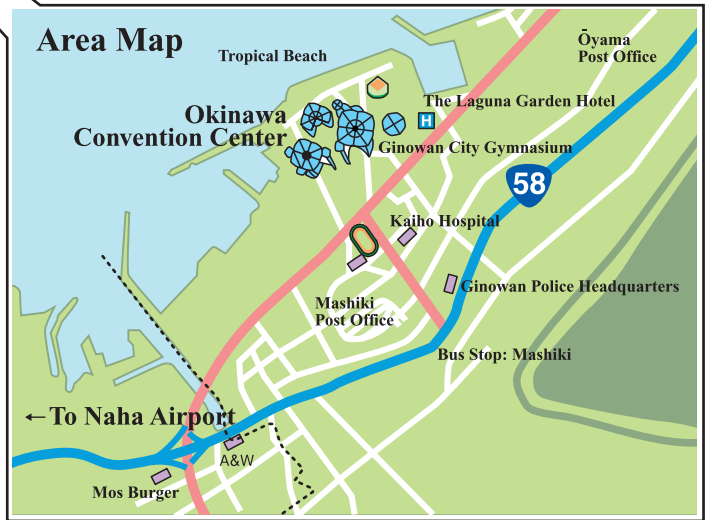 Area Map
Ōyama
Post Office
Tropical Beach
The Laguna Garden Hotel
Okinawa
Convention Center
H
Ginowan City Gymnasium
58
Kaiho Hospital
Ginowan Police Headquarters
Mashiki
Post Office
Bus Stop: Mashiki
←To Naha Airport
A&W
Mos Burger